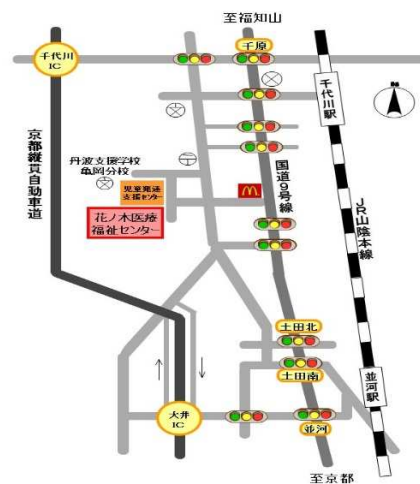 至福知山
千代川
IC
千原
千代川駅
京都縦貫自動車道
丹波支援学校
亀岡分校
児童発達
支援センター
花ノ木医療
福祉センター
国道9号線
JR山陰本線
土田北
土田南
並河駅
大井
IC
並河
至京都